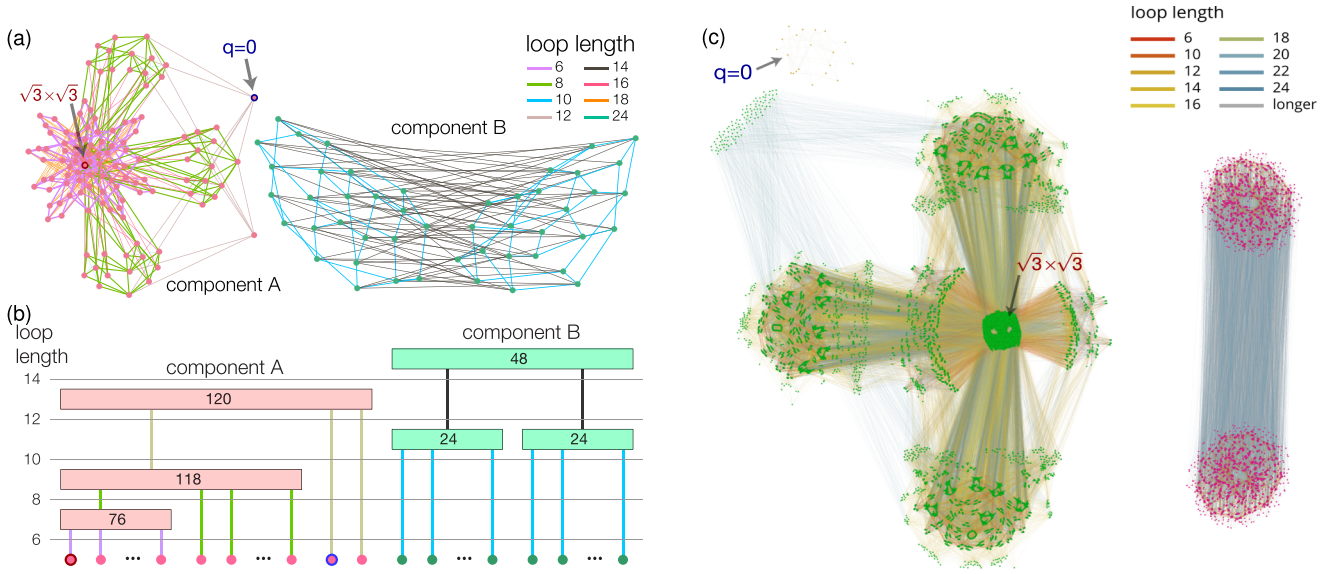 (a)
q=0
√3×√3
loop length
6
14
8
16
10
18
12
24
component B
component A
(b)
loop
length
component A
component B
14
12
10
8
6
48
120
24
24
118
76
...
...
...
...
(c)
loop length
6
18
10
20
12
22
14
24
16
longer
q=0
√3×√3